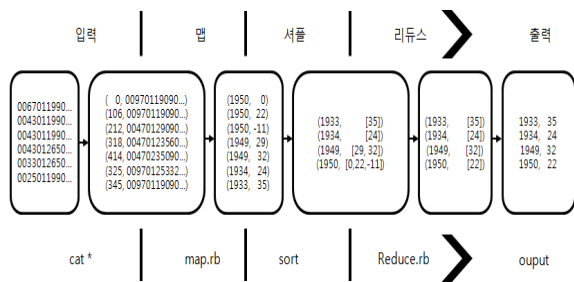 입력
맵
셔플
리듀스
출력
0067011990...
0043011990...
0043011990...
0043012650...
0033012650...
0025011990...
( 0, 00970119090...)
(106, 00970119090...)
(212, 00470129090...)
(318, 00470123560...)
(414, 00470235090...)
(325, 00970125332...)
(345, 00970119090...)
(1950, 0)
(1950, 22)
(1950, -11)
(1949, 29)
(1949, 32)
(1934, 24)
(1933, 35)
(1933, [35])
(1934, [24])
(1949, [29, 32])
(1950, [0,22,-11])
(1933, [35])
(1934, [24])
(1949, [32])
(1950, [22])
1933, 35
1934, 24
1949, 32
1950, 22
cat *
map.rb
sort
Reduce.rb
ouput